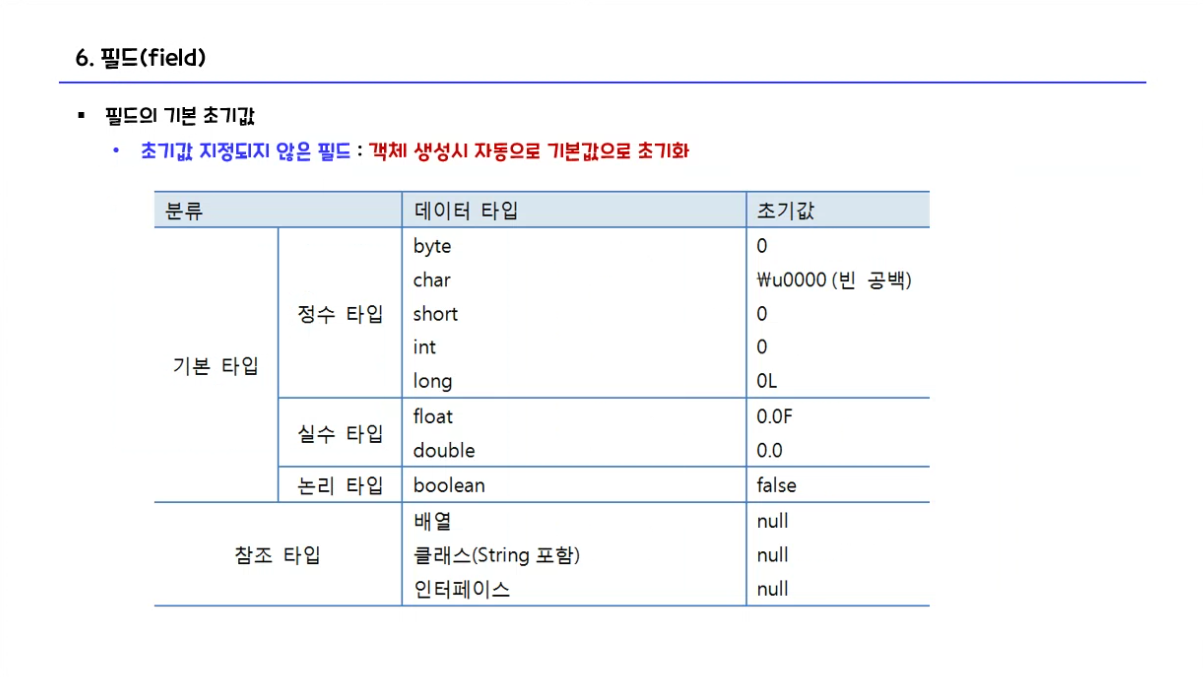 6. 필드(field)
▪ 필드의 기본 초기값
• 초기값 지정되지 않은 필드 : 객체 생성시 자동으로 기본값으로 초기화
분류 데이터 타입 초기값
기본 타입
정수 타입
byte 0
char ₩u0000 (빈 공백)
short 0
int 0
long 0L
실수 타입
float 0.0F
double 0.0
논리 타입 boolean false
참조 타입
배열 null
클래스(String 포함) null
인터페이스 null